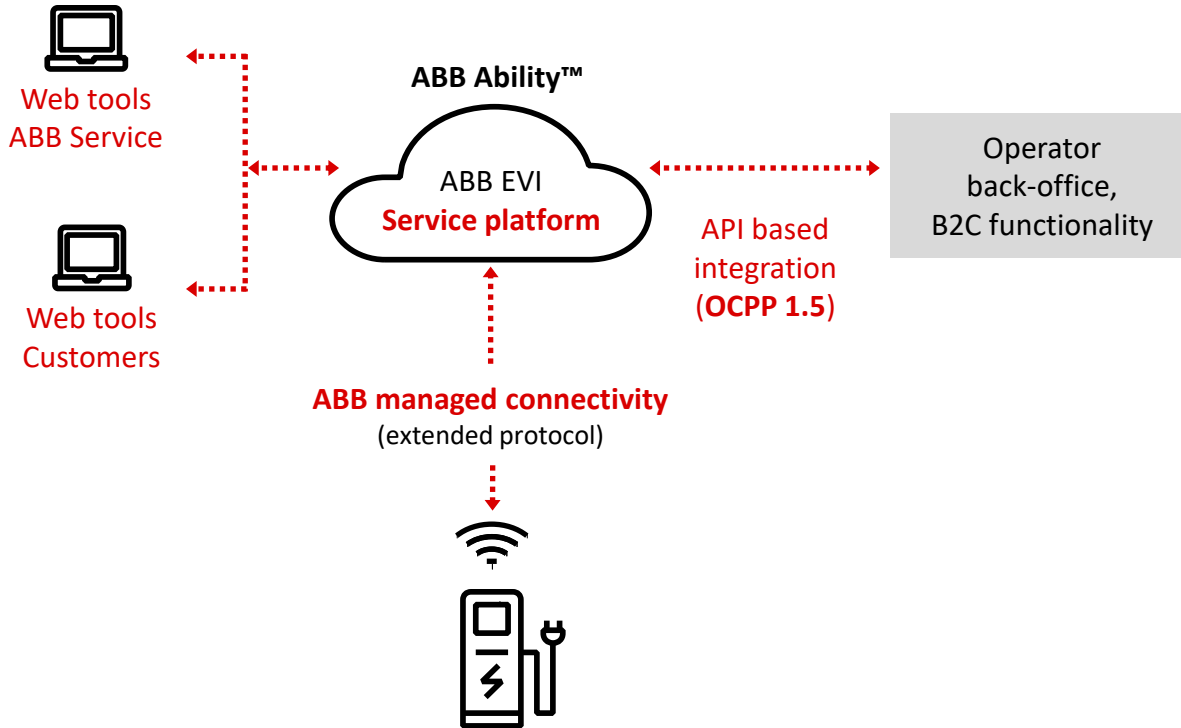 Web tools
ABB Service
ABB Ability™
ABB EVI
Service platform
Operator
back-office,
B2C functionality
API based
integration
(OCPP 1.5)
Web tools
Customers
ABB managed connectivity
(extended protocol)